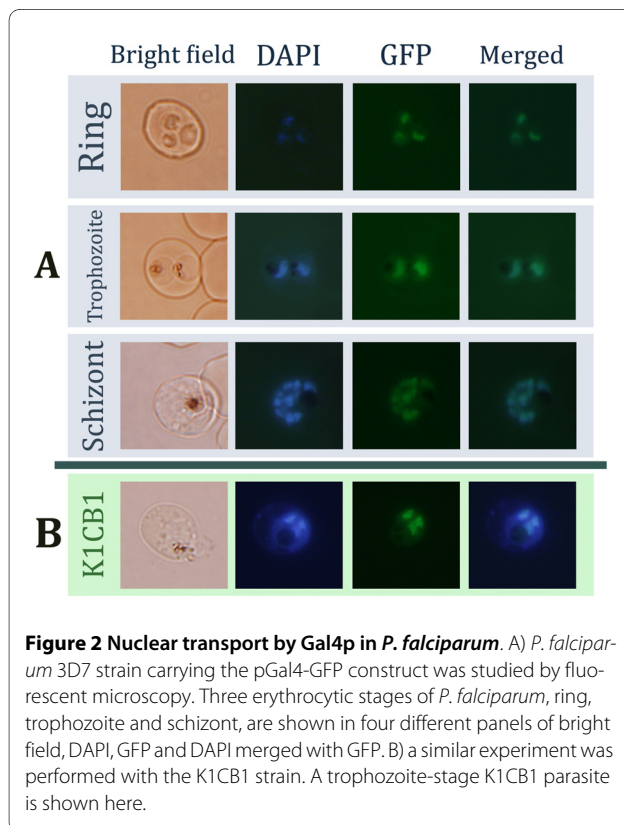 Bright field DAPI GFP Merged
Ring
A
Trophozoite
Schizont
B
K1CB1
Figure 2 Nuclear transport by Gal4p in P. falciparum. A) P. falcipar-
um 3D7 strain carrying the pGal4-GFP construct was studied by fluo-
rescent microscopy. Three erythrocytic stages of P. falciparum, ring,
trophozoite and schizont, are shown in four different panels of bright
field, DAPI, GFP and DAPI merged with GFP. B) a similar experiment was
performed with the K1CB1 strain. A trophozoite-stage K1CB1 parasite
is shown here.